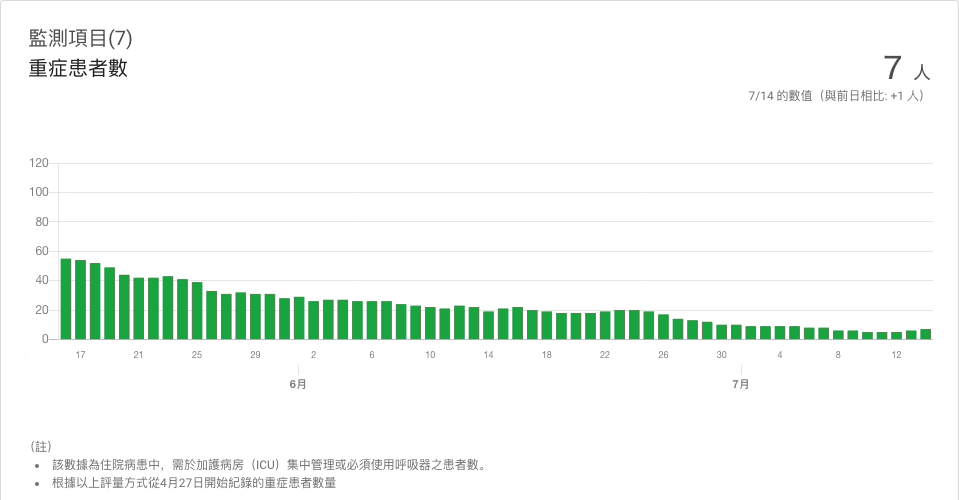 監測項目(7)
重症患者數
7 人
7/14 的數值（與前日相比: +1 人）
120
100
80
60
40
20
0
17 21 25 29 2 6 10 14 18 22 26 30 4 8 12
6月 7月
（註）
• 該數據為住院病患中，需於加護病房（ICU）集中管理或必須使用呼吸器之患者數。
• 根據以上評量方式從4月27日開始紀錄的重症患者數量